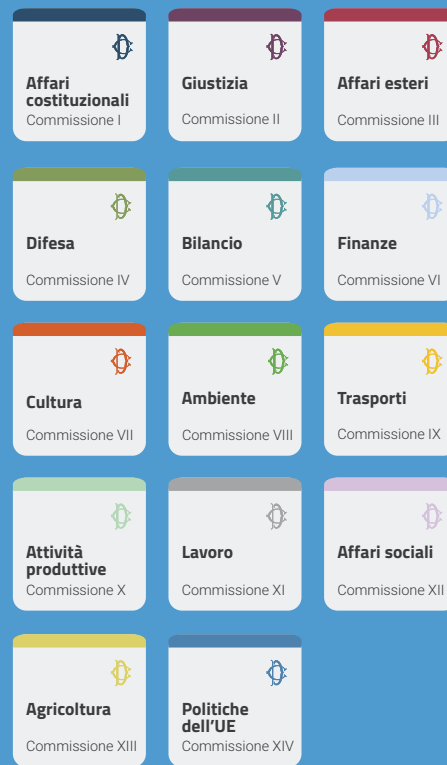 Affari
costituzionali
Commissione I
Giustizia
Commissione II
Affari esteri
Commissione III
Difesa
Commissione IV
Bilancio
Commissione V
Finanze
Commissione VI
Cultura
Commissione VII
Ambiente
Commissione VIII
Trasporti
Commissione IX
Attività
produttive
Commissione X
Lavoro
Commissione XI
Affari sociali
Commissione XII
Agricoltura
Commissione XIII
Politiche
dell'UE
Commissione XIV